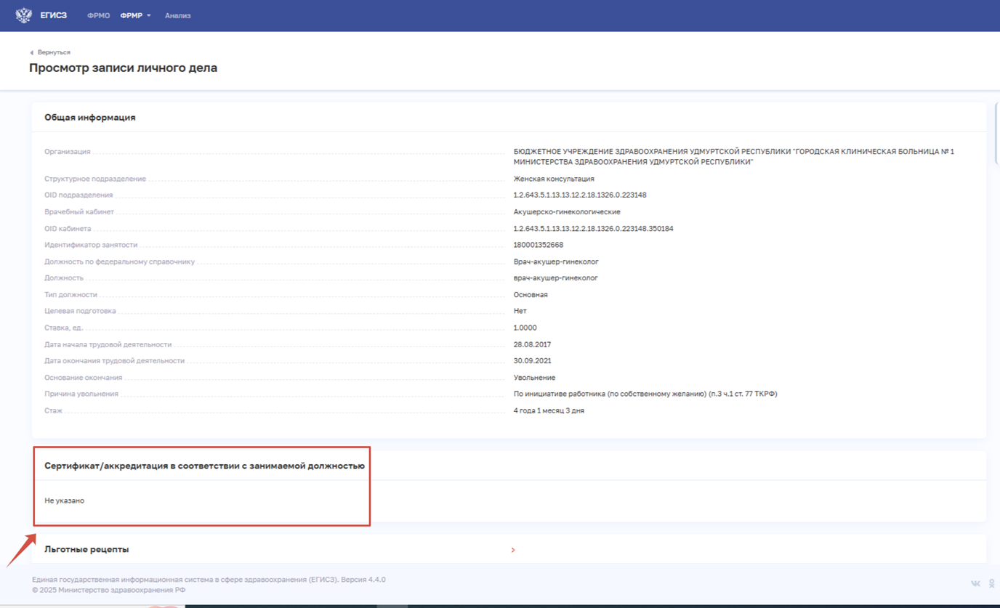 ЕГИСЗ ФРМО ФРМР Анализ
Вернуться
Просмотр записи личного дела
Общая информация
Организация БЮДЖЕТНОЕ УЧРЕЖДЕНИЕ ЗДРАВООХРАНЕНИЯ УДМУРТСКОЙ РЕСПУБЛИКИ "ГОРОДСКАЯ КЛИНИЧЕСКАЯ БОЛЬНИЦА № 1
МИНИСТЕРСТВА ЗДРАВООХРАНЕНИЯ УДМУРТСКОЙ РЕСПУБЛИКИ"
Структурное подразделение Женская консультация
OID подразделения 1.2.643.5.1.13.13.12.2.18.1326.0.223148
Врачебный кабинет Акушерско-гинекологические
OID кабинета 1.2.643.5.1.13.13.12.2.18.1326.0.223148.350184
Идентификатор занятости 180001352668
Должность по федеральному справочнику Врач-акушер-гинеколог
Должность врач-акушер-гинеколог
Тип должности Основная
Целевая подготовка Нет
Ставка, ед. 1.0000
Дата начала трудовой деятельности 28.08.2017
Дата окончания трудовой деятельности 30.09.2021
Основание окончания Увольнение
Причина увольнения По инициативе работника (по собственному желанию) (п.3 ч.1 ст. 77 ТКРФ)
Стаж 4 года 1 месяц 3 дня
Сертификат/аккредитация в соответствии с занимаемой должностью
Не указано
Льготные рецепты
Единая государственная информационная система в сфере здравоохранения (ЕГИСЗ). Версия 4.4.0
© 2025 Министерство здравоохранения РФ